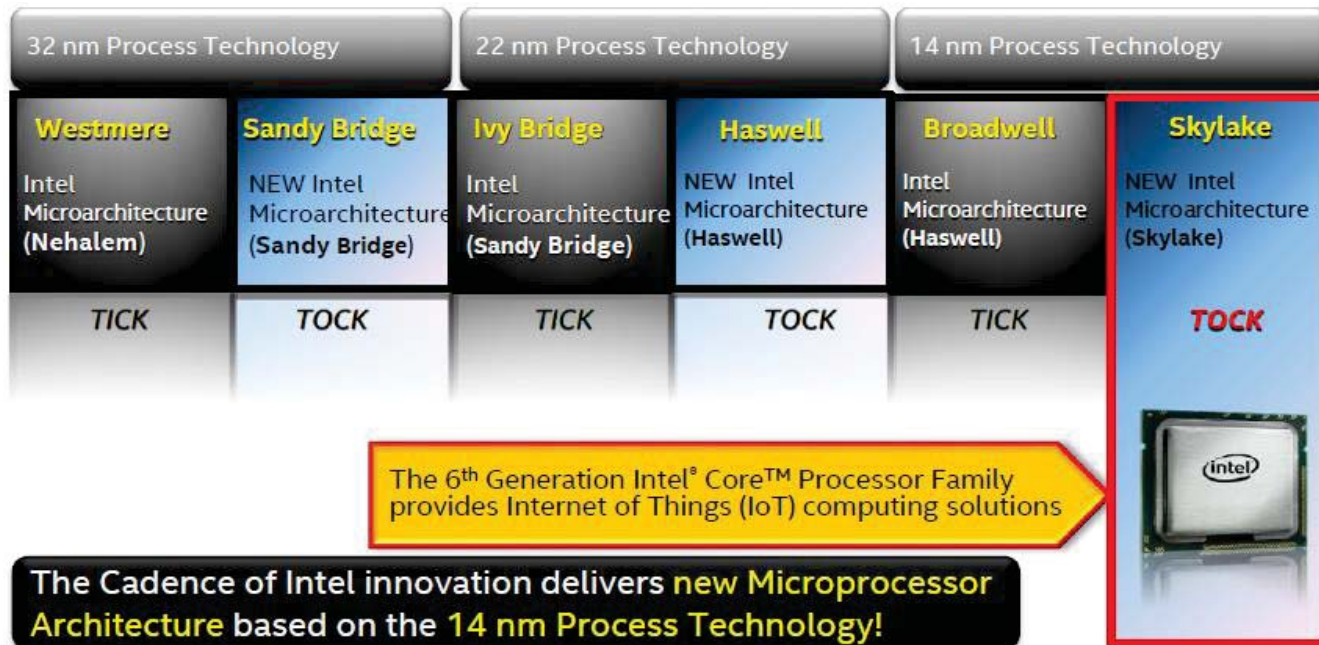 32 nm Process Technology
22 nm Process Technology
14 nm Process Technology
Westmere
Intel
Microarchitecture
(Nehalem)
TICK
Sandy Bridge
NEW Intel
Microarchitecture
(Sandy Bridge)
TOCK
Ivy Bridge
Intel
Microarchitecture
(Sandy Bridge)
TICK
Haswell
NEW Intel
Microarchitecture
(Haswell)
TOCK
Broadwell
Intel
Microarchitecture
(Haswell)
TICK
Skylake
NEW Intel
Microarchitecture
(Skylake)
TOCK
intel
The 6th Generation Intel® Core™ Processor Family
provides Internet of Things (IoT) computing solutions
The Cadence of Intel innovation delivers new Microprocessor
Architecture based on the 14 nm Process Technology!